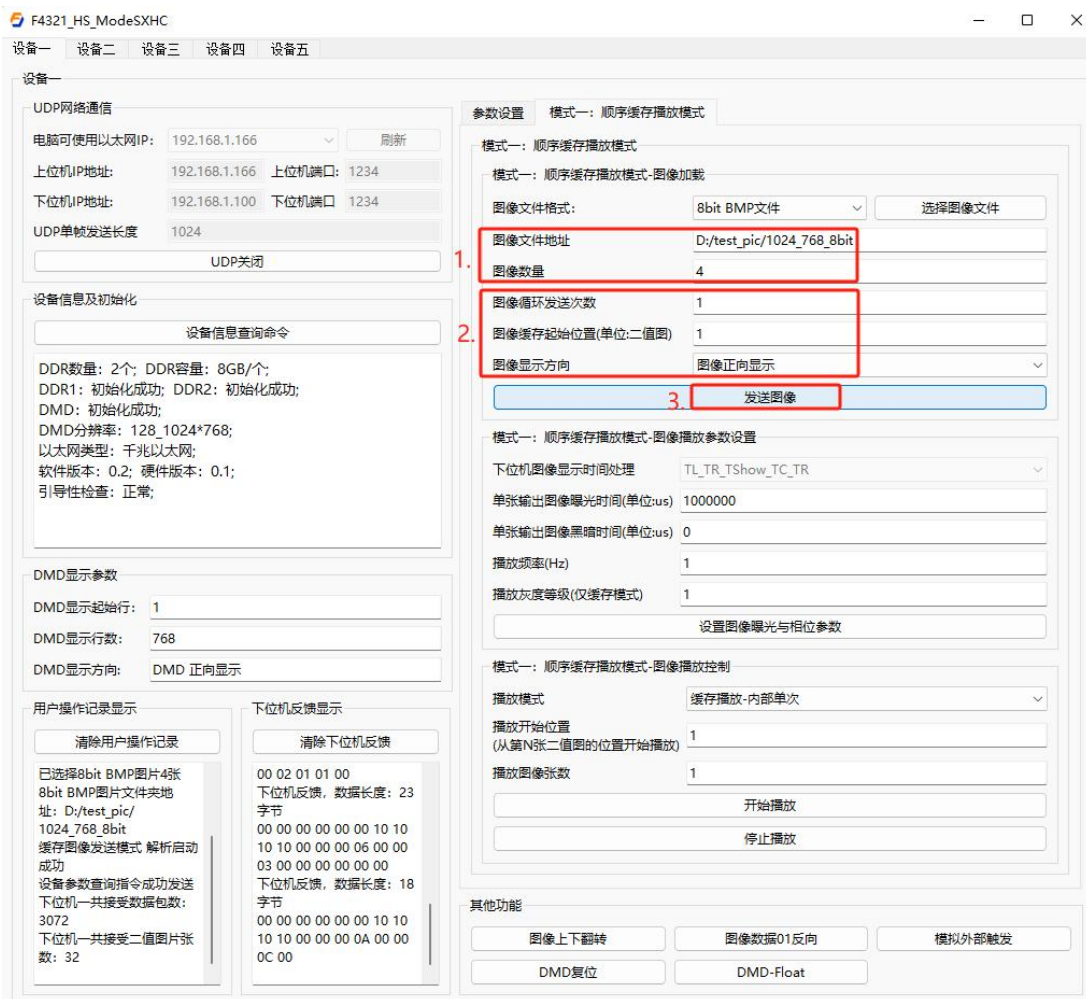 F4321_HS_ModeSXHC
设备一 设备二 设备三 设备四 设备五
设备一
UDP网络通信
电脑可使用以太网IP: 192.168.1.166 刷新
上位机IP地址: 192.168.1.166 上位机端口: 1234
下位机IP地址: 192.168.1.100 下位机端口 1234
UDP单帧发送长度 1024
UDP关闭
设备信息及初始化
设备信息查询命令
DDR数量: 2个; DDR容量: 8GB/个;
DDR1: 初始化成功; DDR2: 初始化成功;
DMD: 初始化成功;
DMD分辨率: 128_1024*768;
以太网类型: 千兆以太网;
软件版本: 0.2; 硬件版本: 0.1;
引导性检查: 正常;
DMD显示参数
DMD显示起始行: 1
DMD显示行数: 768
DMD显示方向: DMD 正向显示
用户操作记录显示
清除用户操作记录
已选择8bit BMP图片4张
8bit BMP图片文件夹地
址: D:/test_pic/
1024_768_8bit
缓存图像发送模式 解析启动
成功
设备参数查询指令成功发送
下位机一共接受数据包数:
3072
下位机一共接受二值图片张
数: 32
下位机反馈显示
清除下位机反馈
00 02 01 01 00
下位机反馈, 数据长度: 23
字节
00 00 00 00 00 00 10 10
10 10 00 00 00 06 00 00
03 00 00 00 00 00 00
下位机反馈, 数据长度: 18
字节
00 00 00 00 00 00 10 10
10 10 00 00 00 0A 00 00
0C 00
参数设置 模式一: 顺序缓存播放模式
模式一: 顺序缓存播放模式
模式一: 顺序缓存播放模式-图像加载
图像文件格式: 8bit BMP文件 选择图像文件
1. 图像文件地址 D:/test_pic/1024_768_8bit
图像数量 4
图像循环发送次数 1
2. 图像缓存起始位置(单位:二值图) 1
图像显示方向 图像正向显示
3. 发送图像
模式一: 顺序缓存播放模式-图像播放参数设置
下位机图像显示时间处理 TL_TR_TShow_TC_TR
单张输出图像曝光时间(单位:us) 1000000
单张输出图像黑暗时间(单位:us) 0
播放频率(Hz) 1
播放灰度等级(仅缓存模式) 1
设置图像曝光与相位参数
模式一: 顺序缓存播放模式-图像播放控制
播放模式 缓存播放-内部单次
播放开始位置
(从第N张二值图的位置开始播放) 1
播放图像张数 1
开始播放
停止播放
其他功能
图像上下翻转 图像数据01反向 模拟外部触发
DMD复位 DMD-Float